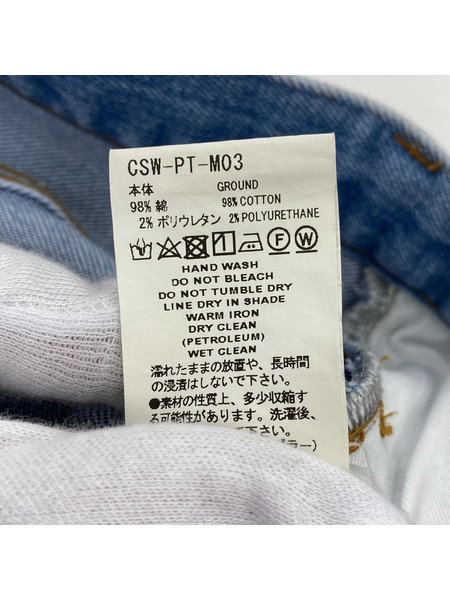 CSW-PT-M03
本体 GROUND
98% 綿 98% COTTON
2% ポリウレタン 2% POLYURETHANE
HAND WASH
DO NOT BLEACH
DO NOT TUMBLE DRY
LINE DRY IN SHADE
WARM IRON
DRY CLEAN
(PETROLEUM)
WET CLEAN
濡れたままの放置や、長時間
の浸漬はしないで下さい。
●素材の性質上、多少収縮す
る可能性があります。洗濯後、